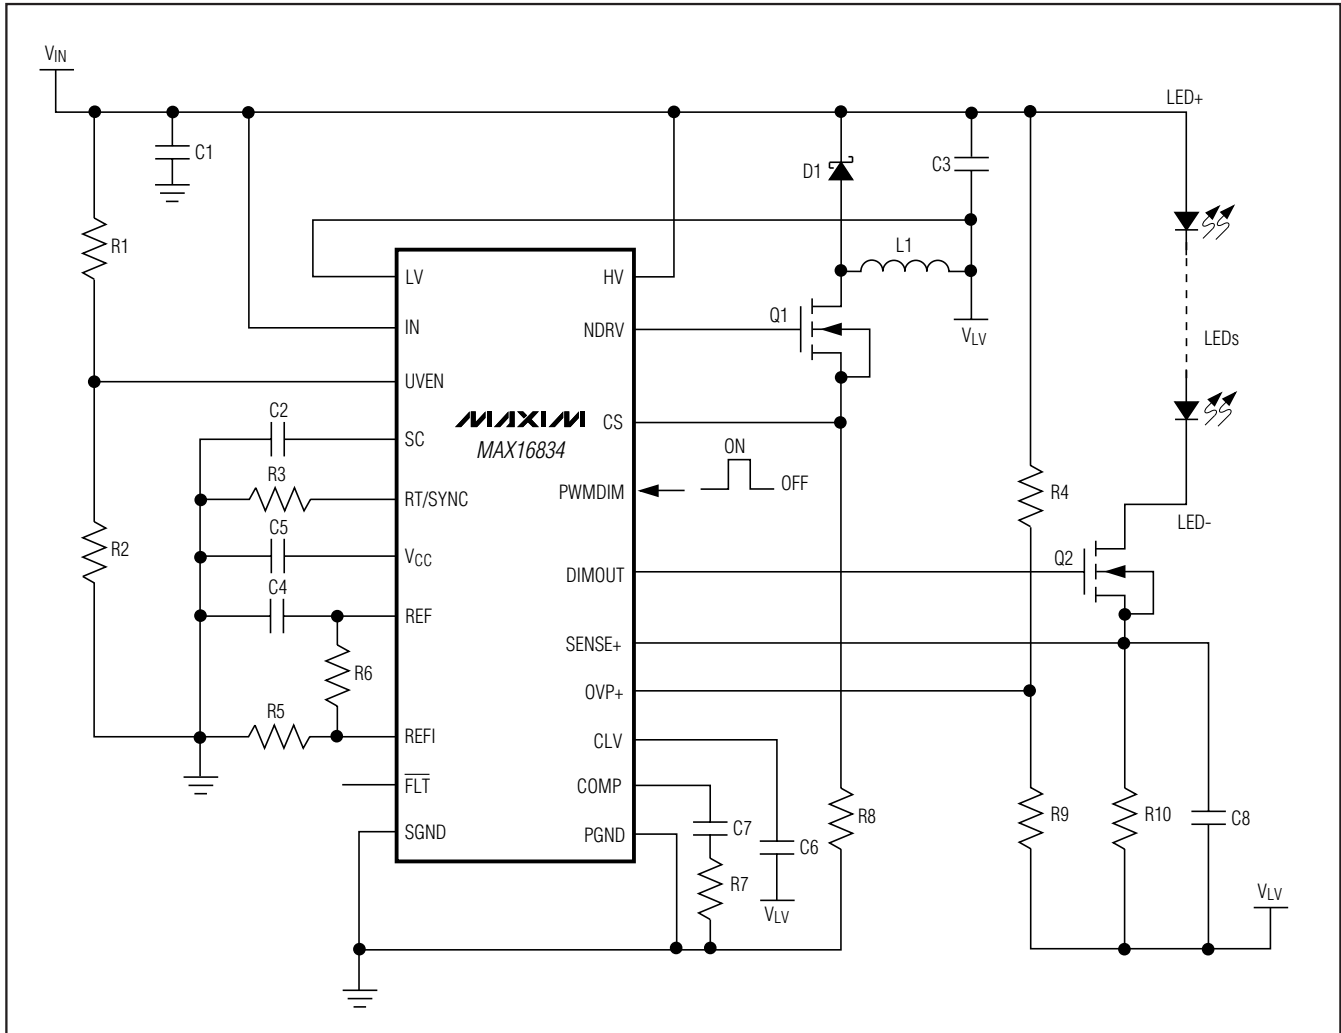 VIN
LED+
C1
D1
C3
R1
L1
LV
HV
IN
NDRV
Q1
VLV
LEDs
UVEN
C2
MAXIM
CS
SC
MAX16834
ON
R3
PWMDIM
OFF
RT/SYNC
R4
C5
LED-
R2
VCC
Q2
C4
DIMOUT
REF
SENSE+
R6
OVP+
R5
REFI
CLV
FLT
COMP
SGND
PGND
C7
C6
R8
R9
R10
C8
R7
VLV
VLV